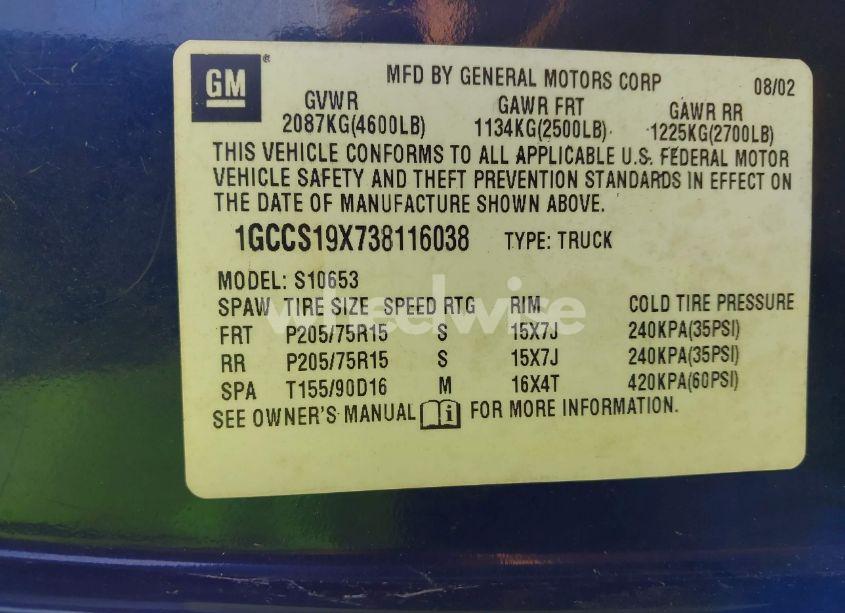 GM® MFD BY GENERAL MOTORS CORP 08/02
GVWR GAWR FRT GAWR RR
2087KG(4600LB) 1134KG(2500LB) 1225KG(2700LB)
THIS VEHICLE CONFORMS TO ALL APPLICABLE U.S. FEDERAL MOTOR
VEHICLE SAFETY AND THEFT PREVENTION STANDARDS IN EFFECT ON
THE DATE OF MANUFACTURE SHOWN ABOVE.
1GCCS19X738116038 TYPE: TRUCK
MODEL: S10653
SPAW TIRE SIZE SPEED RTG RIM COLD TIRE PRESSURE
wheelwise
FRT P205/75R15 S 15X7J 240KPA(35PSI)
RR P205/75R15 S 15X7J 240KPA(35PSI)
SPA T155/90D16 M 16X4T 420KPA(60PSI)
SEE OWNER'S MANUAL i FOR MORE INFORMATION.